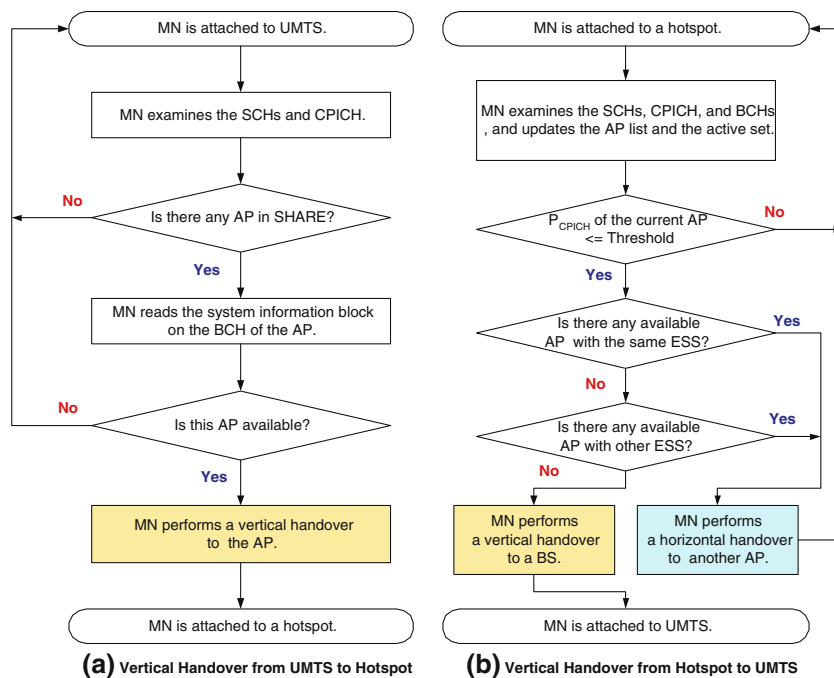 MN is attached to UMTS.
MN examines the SCHs and CPICH.
No
Is there any AP in SHARE?
Yes
MN reads the system information block
on the BCH of the AP.
No
Is this AP available?
Yes
MN performs a vertical handover
to the AP.
MN is attached to a hotspot.
(a) Vertical Handover from UMTS to Hotspot
MN is attached to a hotspot.
MN examines the SCHs, CPICH, and BCHs
, and updates the AP list and the active set.
PCPICH of the current AP
<= Threshold
No
Yes
Is there any available
AP with the same ESS?
Yes
No
Is there any available
AP with other ESS?
Yes
No
MN performs
a vertical handover
to a BS.
MN performs
a horizontal handover
to another AP.
MN is attached to UMTS.
(b) Vertical Handover from Hotspot to UMTS